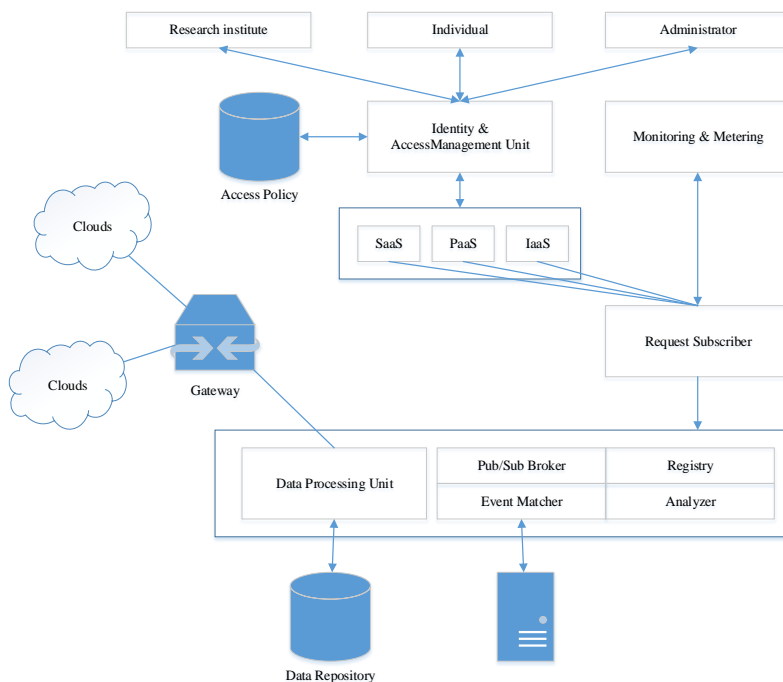 Research institute
Individual
Administrator
Identity &
AccessManagement Unit
Monitoring & Metering
Access Policy
Clouds
SaaS
PaaS
IaaS
Request Subscriber
Clouds
Gateway
Data Processing Unit
Pub/Sub Broker
Registry
Event Matcher
Analyzer
Data Repository